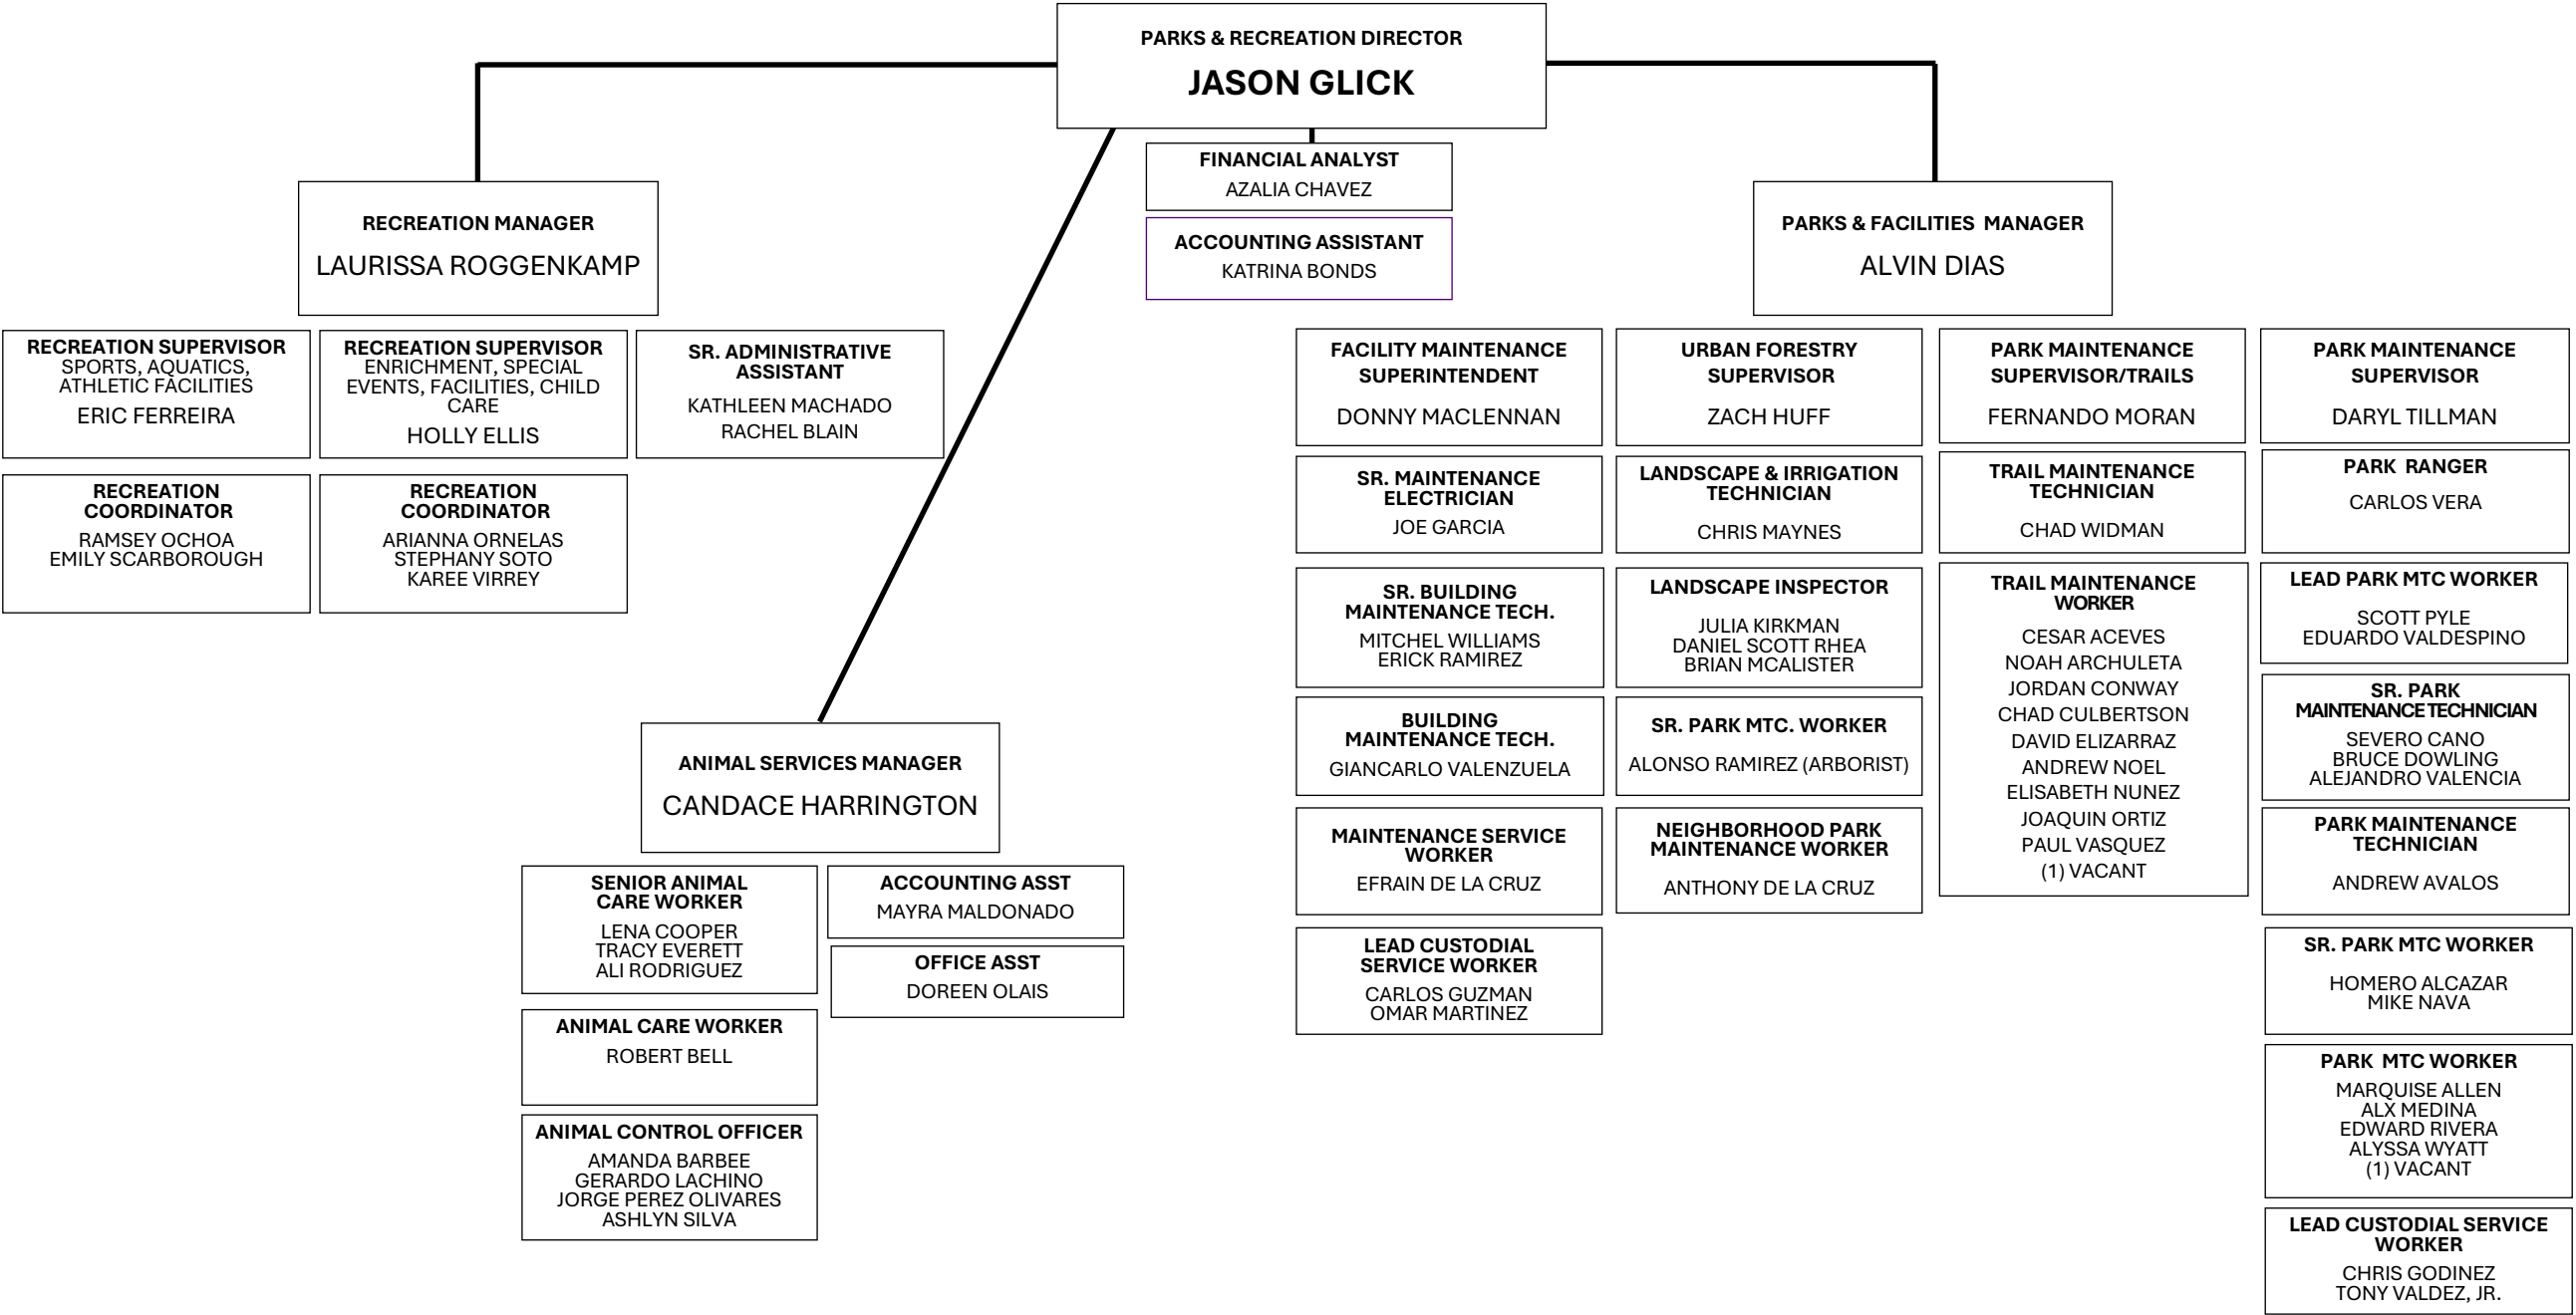 PARKS & RECREATION DIRECTOR
JASON GLICK
FINANCIAL ANALYST
AZALIA CHAVEZ
ACCOUNTING ASSISTANT
KATRINA BONDS
RECREATION MANAGER
LAURISSA ROGGENKAMP
RECREATION SUPERVISOR
SPORTS, AQUATICS,
ATHLETIC FACILITIES
ERIC FERREIRA
RECREATION
COORDINATOR
RAMSEY OCHOA
EMILY SCARBOROUGH
RECREATION SUPERVISOR
ENRICHMENT, SPECIAL
EVENTS, FACILITIES, CHILD
CARE
HOLLY ELLIS
RECREATION
COORDINATOR
ARIANNA ORNELAS
STEPHANY SOTO
KAREE VIRREY
SR. ADMINISTRATIVE
ASSISTANT
KATHLEEN MACHADO
RACHEL BLAIN
ANIMAL SERVICES MANAGER
CANDACE HARRINGTON
SENIOR ANIMAL
CARE WORKER
LENA COOPER
TRACY EVERETT
ALI RODRIGUEZ
ANIMAL CARE WORKER
ROBERT BELL
ANIMAL CONTROL OFFICER
AMANDA BARBEE
GERARDO LACHINO
JORGE PEREZ OLIVARES
ASHLYN SILVA
ACCOUNTING ASST
MAYRA MALDONADO
OFFICE ASST
DOREEN OLAIS
PARKS & FACILITIES MANAGER
ALVIN DIAS
FACILITY MAINTENANCE
SUPERINTENDENT
DONNY MACLENNAN
SR. MAINTENANCE
ELECTRICIAN
JOE GARCIA
SR. BUILDING
MAINTENANCE TECH.
MITCHEL WILLIAMS
ERICK RAMIREZ
BUILDING
MAINTENANCE TECH.
GIANCARLO VALENZUELA
MAINTENANCE SERVICE
WORKER
EFRAIN DE LA CRUZ
LEAD CUSTODIAL
SERVICE WORKER
CARLOS GUZMAN
OMAR MARTINEZ
URBAN FORESTRY
SUPERVISOR
ZACH HUFF
LANDSCAPE & IRRIGATION
TECHNICIAN
CHRIS MAYNES
LANDSCAPE INSPECTOR
JULIA KIRKMAN
DANIEL SCOTT RHEA
BRIAN MCALISTER
SR. PARK MTC. WORKER
ALONSO RAMIREZ (ARBORIST)
NEIGHBORHOOD PARK
MAINTENANCE WORKER
ANTHONY DE LA CRUZ
PARK MAINTENANCE
SUPERVISOR/TRAILS
FERNANDO MORAN
TRAIL MAINTENANCE
TECHNICIAN
CHAD WIDMAN
TRAIL MAINTENANCE
WORKER
CESAR ACEVES
NOAH ARCHULETA
JORDAN CONWAY
CHAD CULBERTSON
DAVID ELIZARRAZ
ANDREW NOEL
ELISABETH NUNEZ
JOAQUIN ORTIZ
PAUL VASQUEZ
(1) VACANT
PARK MAINTENANCE
SUPERVISOR
DARYL TILLMAN
PARK RANGER
CARLOS VERA
LEAD PARK MTC WORKER
SCOTT PYLE
EDUARDO VALDESPINO
SR. PARK
MAINTENANCE TECHNICIAN
SEVERO CANO
BRUCE DOWLING
ALEJANDRO VALENCIA
PARK MAINTENANCE
TECHNICIAN
ANDREW AVALOS
SR. PARK MTC WORKER
HOMERO ALCAZAR
MIKE NAVA
PARK MTC WORKER
MARQUISE ALLEN
ALX MEDINA
EDWARD RIVERA
ALYSSA WYATT
(1) VACANT
LEAD CUSTODIAL SERVICE
WORKER
CHRIS GODINEZ
TONY VALDEZ, JR.